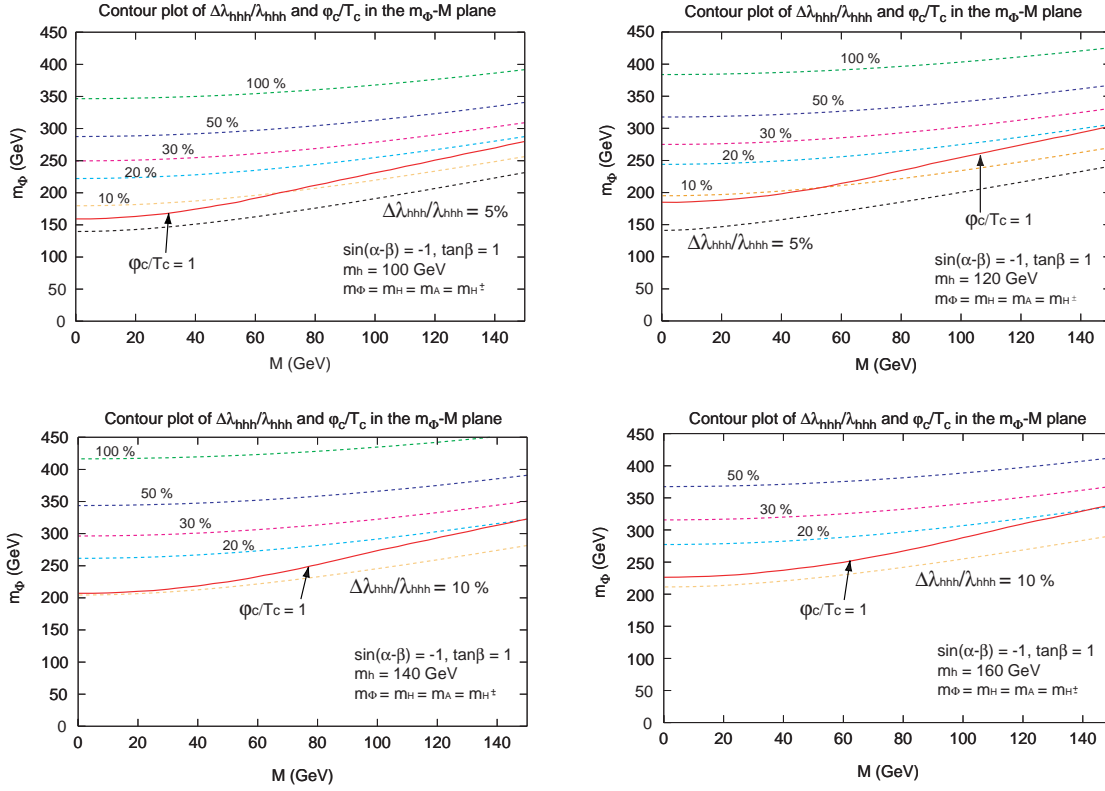 Contour plot of Δλhhh/λhhh and φc/Tc in the mΦ-M plane
mΦ (GeV)
450
400
350
300
250
200
150
100
50
0
100 %
50 %
30 %
20 %
10 %
Δλhhh/λhhh = 5%
φc/Tc = 1
sin(α-β) = -1, tanβ = 1
mh = 100 GeV
mΦ = mH = mA = mH±
0 20 40 60 80 100 120 140
M (GeV)
Contour plot of Δλhhh/λhhh and φc/Tc in the mΦ-M plane
mΦ (GeV)
450
400
350
300
250
200
150
100
50
0
100 %
50 %
30 %
20 %
10 %
φc/Tc = 1
Δλhhh/λhhh = 5%
sin(α-β) = -1, tanβ = 1
mh = 120 GeV
mΦ = mH = mA = mH±
0 20 40 60 80 100 120 140
M (GeV)
Contour plot of Δλhhh/λhhh and φc/Tc in the mΦ-M plane
mΦ (GeV)
450
400
350
300
250
200
150
100
50
0
100 %
50 %
30 %
20 %
Δλhhh/λhhh = 10 %
φc/Tc = 1
sin(α-β) = -1, tanβ = 1
mh = 140 GeV
mΦ = mH = mA = mH±
0 20 40 60 80 100 120 140
M (GeV)
Contour plot of Δλhhh/λhhh and φc/Tc in the mΦ-M plane
mΦ (GeV)
450
400
350
300
250
200
150
100
50
0
50 %
30 %
20 %
Δλhhh/λhhh = 10 %
φc/Tc = 1
sin(α-β) = -1, tanβ = 1
mh = 160 GeV
mΦ = mH = mA = mH±
0 20 40 60 80 100 120 140
M (GeV)